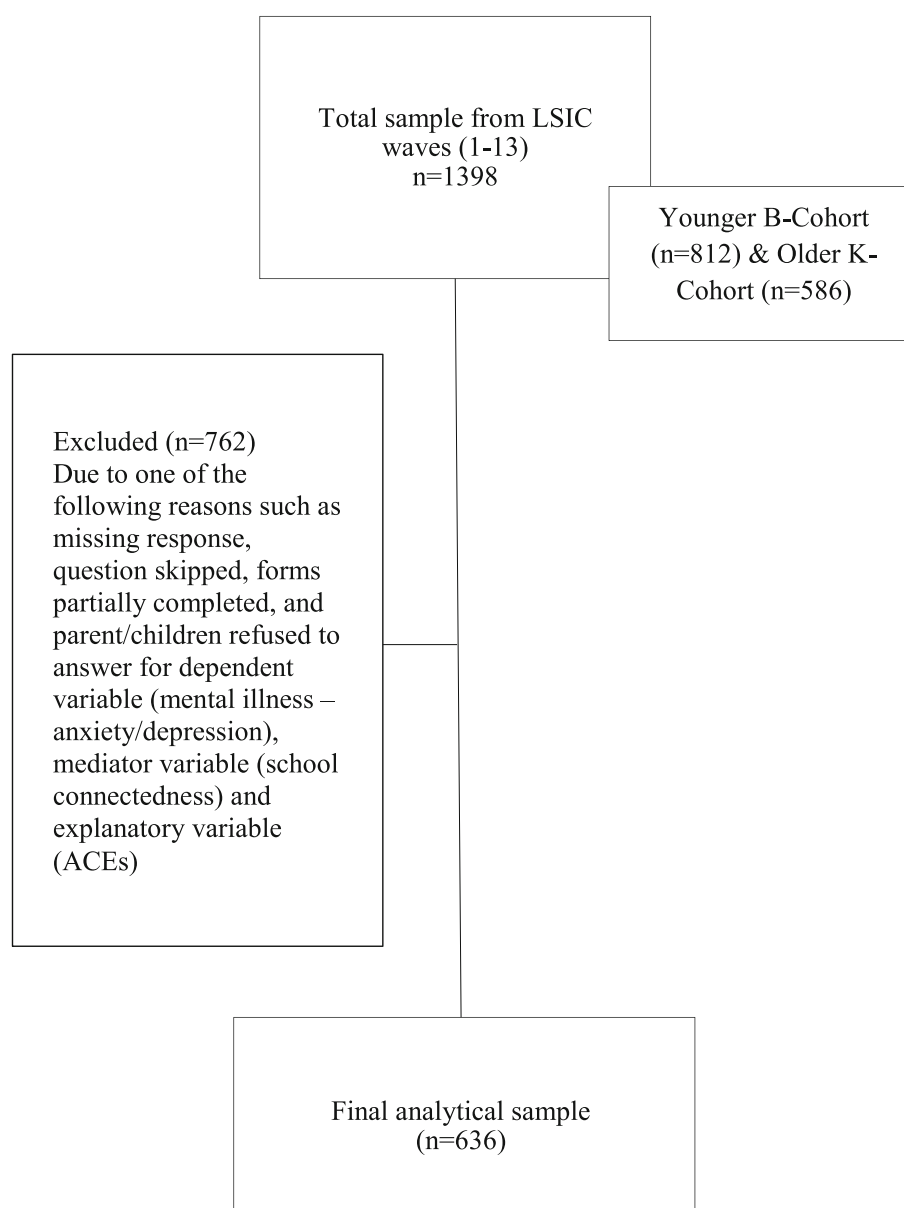 Total sample from LSIC
waves (1-13)
n=1398
Younger B-Cohort
(n=812) & Older K-
Cohort (n=586)
Excluded (n=762)
Due to one of the
following reasons such as
missing response,
question skipped, forms
partially completed, and
parent/children refused to
answer for dependent
variable (mental illness –
anxiety/depression),
mediator variable (school
connectedness) and
explanatory variable
(ACEs)
Final analytical sample
(n=636)